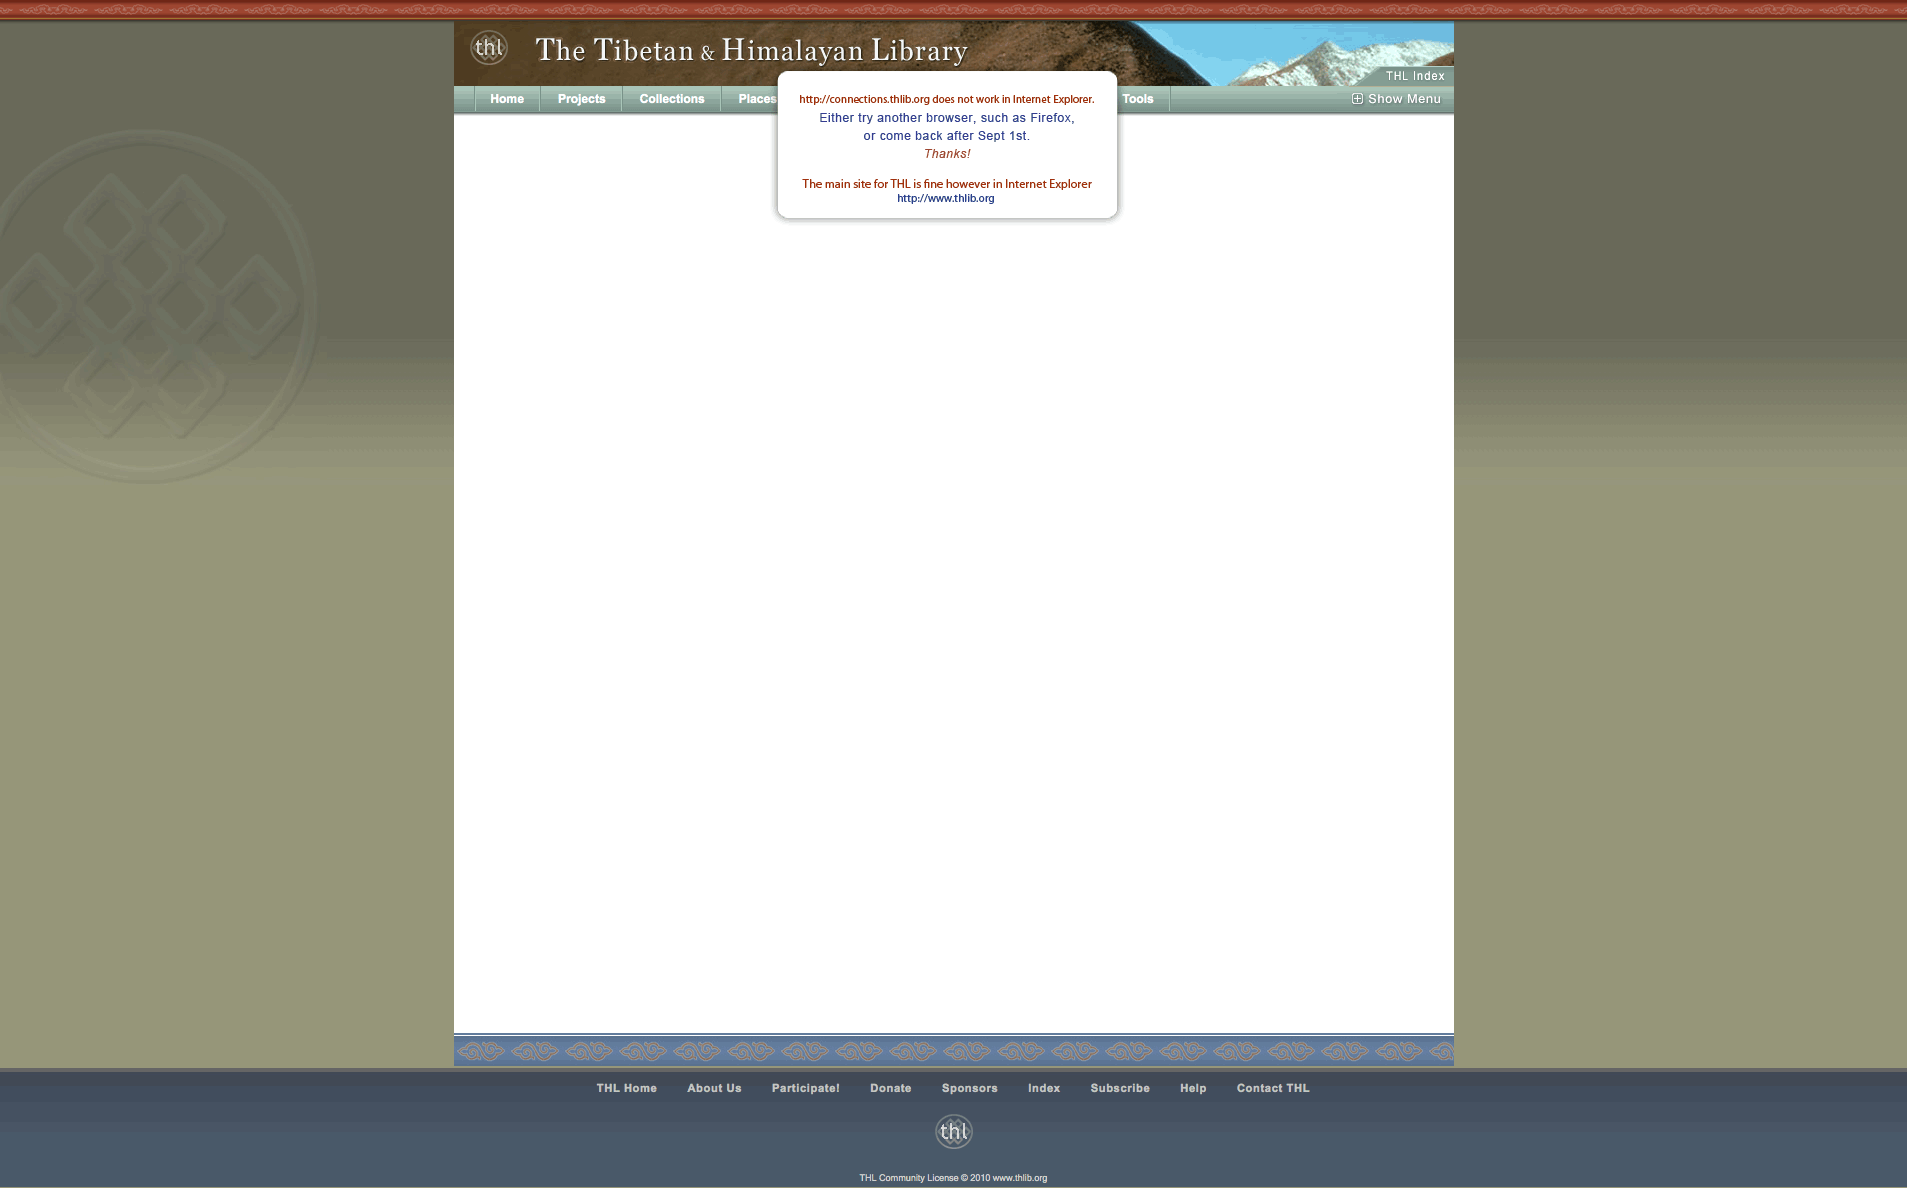 thl
The Tibetan & Himalayan Library
THL Index
Home Projects Collections Places Tools Show Menu
http://connections.thlib.org does not work in Internet Explorer.
Either try another browser, such as Firefox,
or come back after Sept 1st.
Thanks!
The main site for THL is fine however in Internet Explorer
http://www.thlib.org
THL Home About Us Participate! Donate Sponsors Index Subscribe Help Contact THL
thl
THL Community License © 2010 www.thlib.org